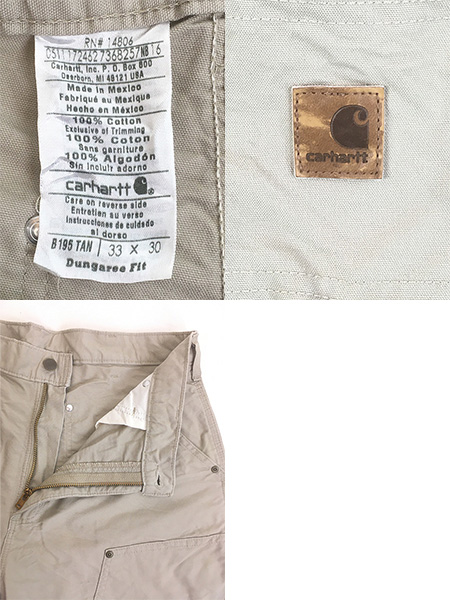 RN# 14806
CS111724627368257NB16
Carhartt, Inc. P.O. Box 600
Dearborn, MI 48121 USA
Made in Mexico
Fabriqué au Mexique
Hecho en México
100% Cotton
Exclusive of Trimming
100% Coton
Sans garniture
100% Algodón
Sin incluir adorno
carhartt
Care on reverse side
Entretien au verso
Instrucciones de cuidado
al dorso
B195 TAN 33 X 30
Dungaree Fit
carhartt